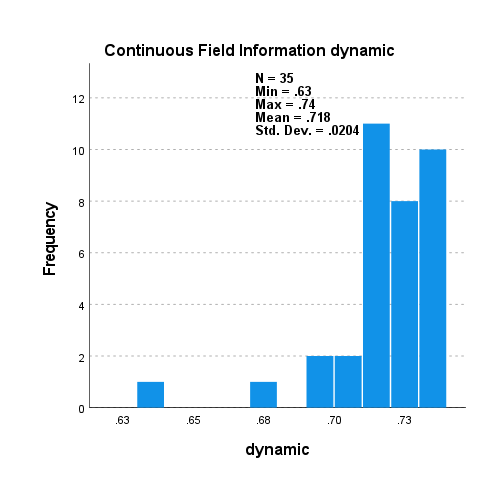 Continuous Field Information dynamic
N = 35
Min = .63
Max = .74
Mean = .718
Std. Dev. = .0204
12
10
8
6
4
2
0
Frequency
.63 .65 .68 .70 .73
dynamic